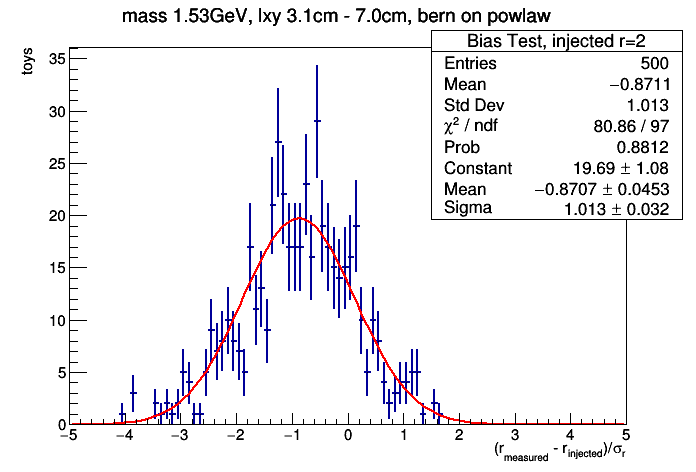 mass 1.53GeV, lxy 3.1cm - 7.0cm, bern on powlaw
Bias Test, injected r=2
Entries 500
Mean −0.8711
Std Dev 1.013
χ² / ndf 80.86 / 97
Prob 0.8812
Constant 19.69 ± 1.08
Mean −0.8707 ± 0.0453
Sigma 1.013 ± 0.032
toys
35
30
25
20
15
10
5
0
−5 −4 −3 −2 −1 0 1 2 3 4 5
(r_measured - r_injected)/σ_r